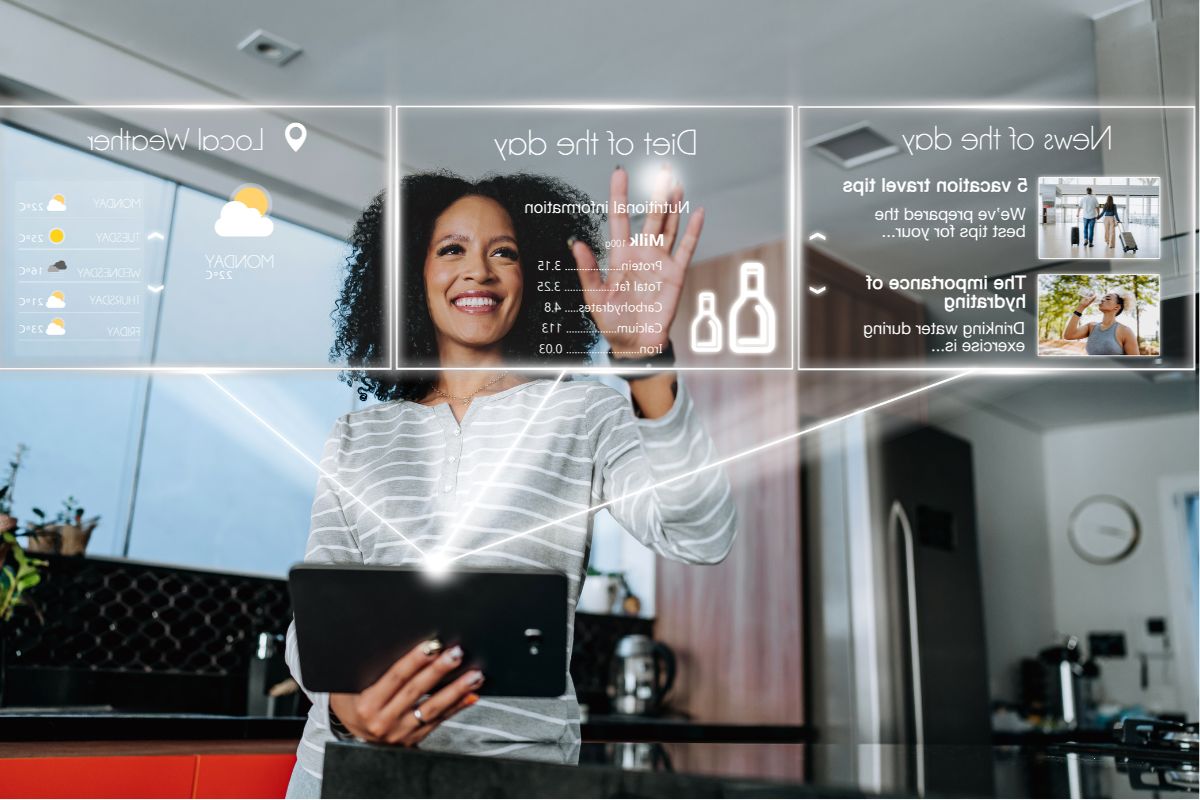 News of the day
5 vacation travel tips
We've prepared the
best tips for your...
The importance of
hydrating
Drinking water during
exercise is...
Diet of the day
Nutritional information
Milk 100g
Protein................ 3.15
Total fat.............. 3.25
Carbohydrates...... 4.8
Calcium............... 113
Iron.................... 0.03
Local Weather
MONDAY
22°C
MONDAY 22°C
TUESDAY 25°C
WEDNESDAY 16°C
THURSDAY 21°C
FRIDAY 23°C